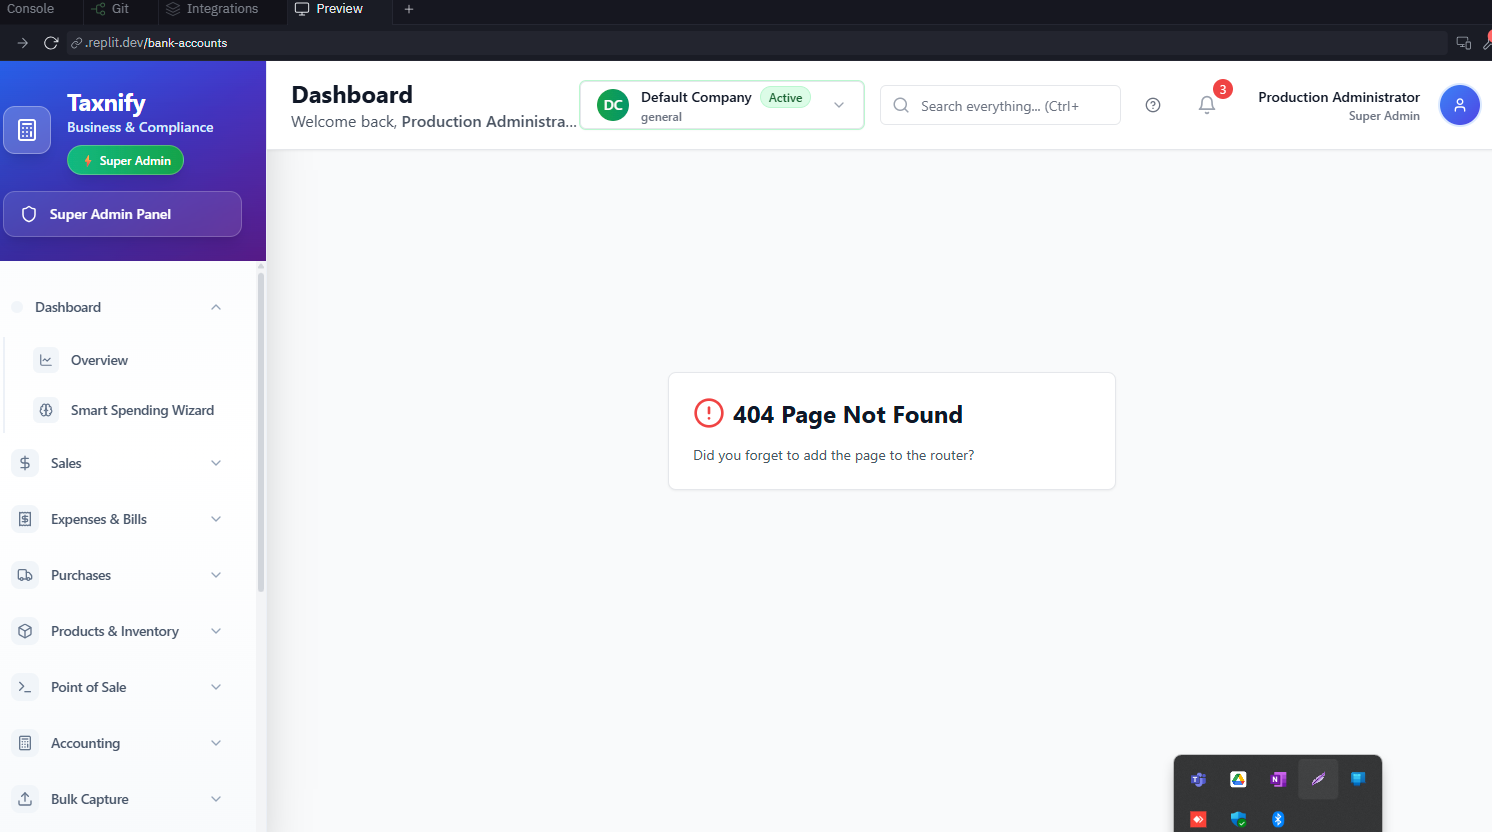 Console
Git
Integrations
Preview
.replit.dev/bank-accounts
Taxnify
Business & Compliance
Super Admin
Super Admin Panel
Dashboard
Overview
Smart Spending Wizard
Sales
Expenses & Bills
Purchases
Products & Inventory
Point of Sale
Accounting
Bulk Capture
Dashboard
Welcome back, Production Administra...
DC
Default Company
Active
general
Search everything... (Ctrl+
3
Production Administrator
Super Admin
404 Page Not Found
Did you forget to add the page to the router?